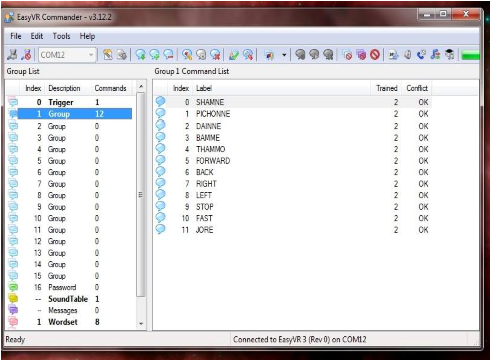 EasyVR Commander - v3.12.2
File Edit Tools Help
COM12
Group List
Group 1 Command List
Index Description Commands
Index Label Trained Conflict
0 Trigger 1
1 Group 12
2 Group 0
3 Group 0
4 Group 0
5 Group 0
6 Group 0
7 Group 0
8 Group 0
9 Group 0
10 Group 0
11 Group 0
12 Group 0
13 Group 0
14 Group 0
15 Group 0
16 Password 0
-- SoundTable 1
-- Messages 0
1 Wordset 8
0 SHAMNE 2 OK
1 PICHONNE 2 OK
2 DAINNE 2 OK
3 BAMME 2 OK
4 THAMMO 2 OK
5 FORWARD 2 OK
6 BACK 2 OK
7 RIGHT 2 OK
8 LEFT 2 OK
9 STOP 2 OK
10 FAST 2 OK
11 JORE 2 OK
Ready
Connected to EasyVR 3 (Rev 0) on COM12